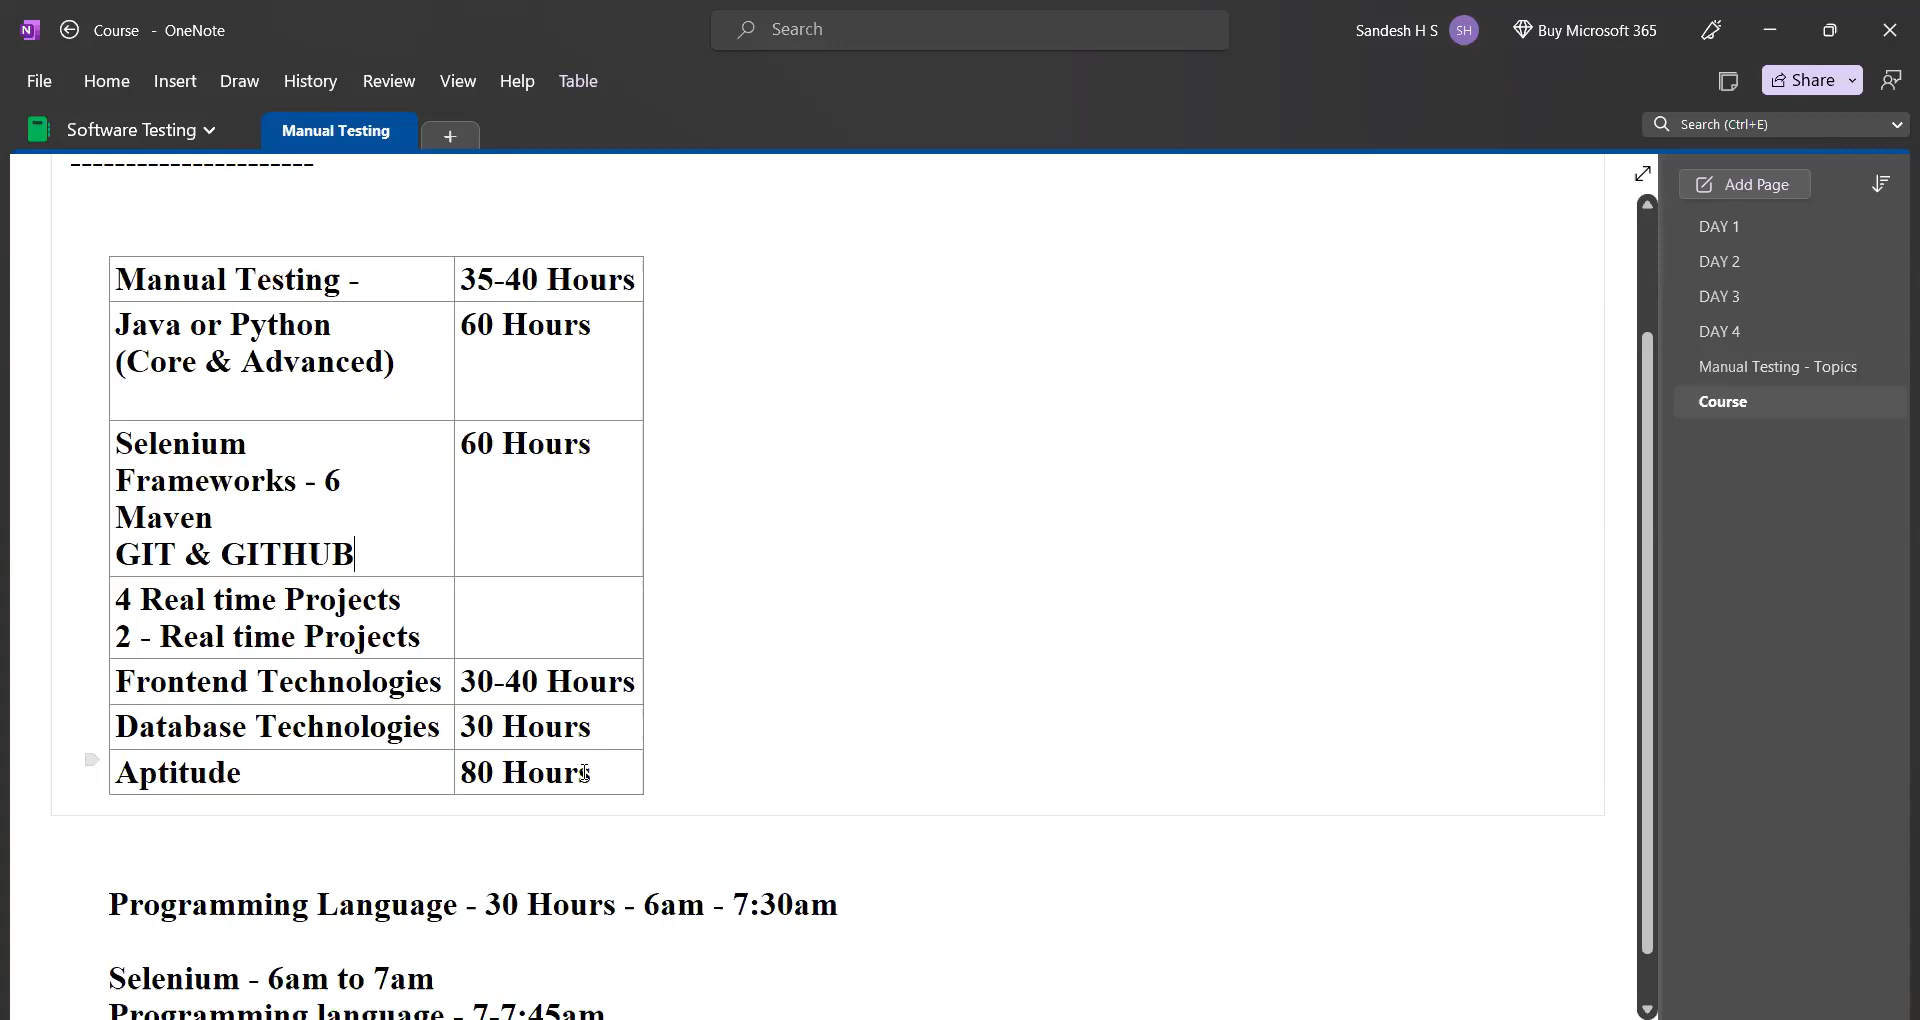 Course - OneNote
Search
Sandesh H S
SH
Buy Microsoft 365
File Home Insert Draw History Review View Help Table
Share
Software Testing
Manual Testing
+
Search (Ctrl+E)
----------------------
Add Page
DAY 1
DAY 2
DAY 3
DAY 4
Manual Testing - Topics
Course
Manual Testing - 35-40 Hours
Java or Python 60 Hours
(Core & Advanced)
Selenium 60 Hours
Frameworks - 6
Maven
GIT & GITHUB
4 Real time Projects
2 - Real time Projects
Frontend Technologies 30-40 Hours
Database Technologies 30 Hours
Aptitude 80 Hours
Programming Language - 30 Hours - 6am - 7:30am
Selenium - 6am to 7am
Programming language - 7-7:45am